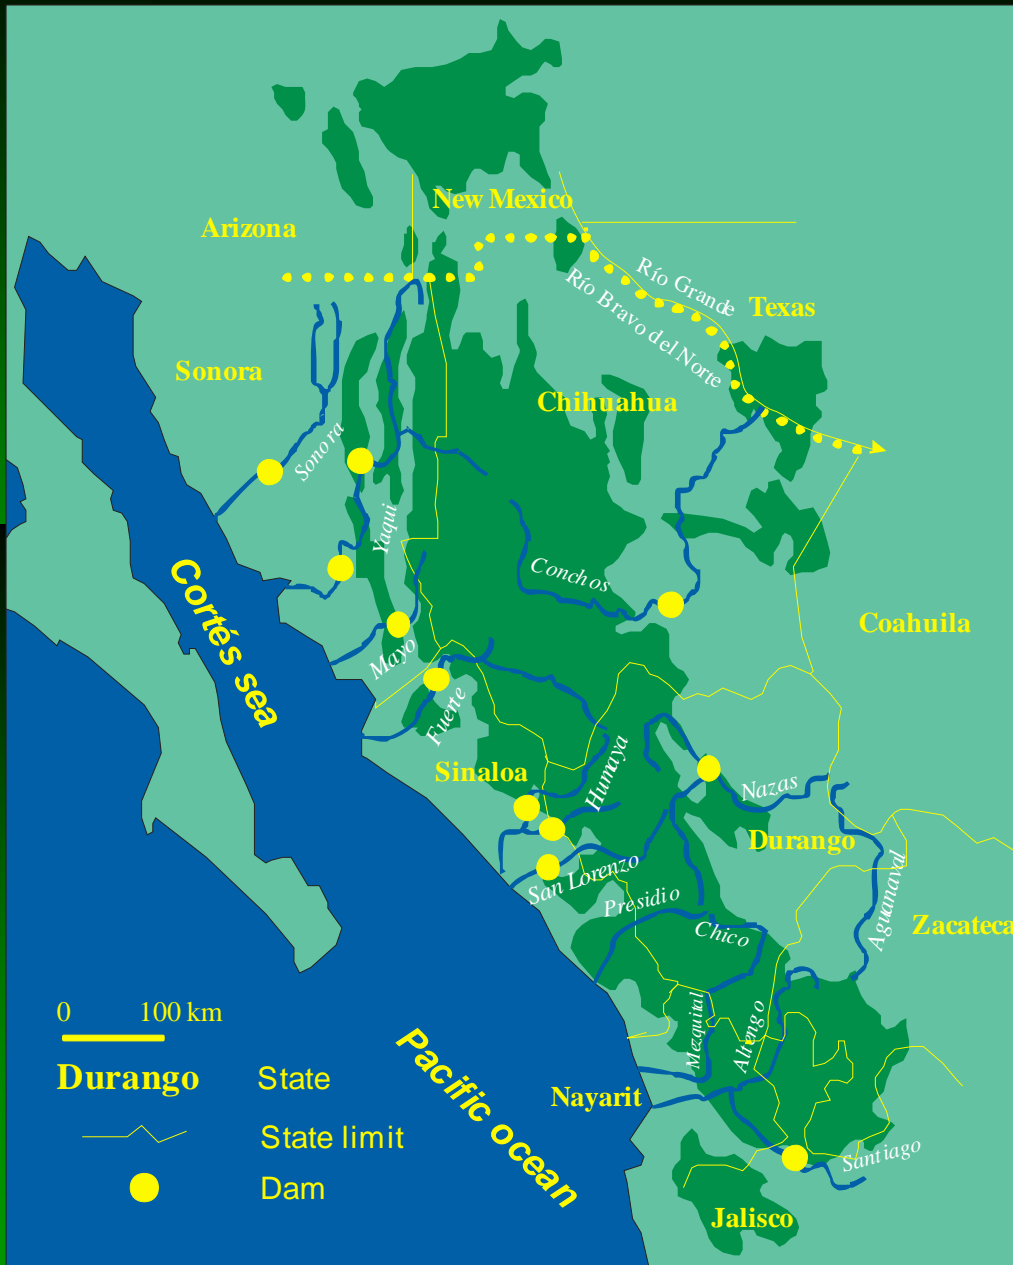 New Mexico
Arizona
Río Grande
Río Bravo del Norte
Texas
Sonora
Chihuahua
Sonora
Yaqui
Cortés sea
Conchos
Coahuila
Mayo
Fuerte
Sinaloa
Humaya
Nazas
Durango
San Lorenzo
Presidio
Chico
Aguanaval
Zacateca
Mezquital
Altengo
0 100 km
Pacific ocean
Durango State
Nayarit
State limit
Santiago
Dam
Jalisco